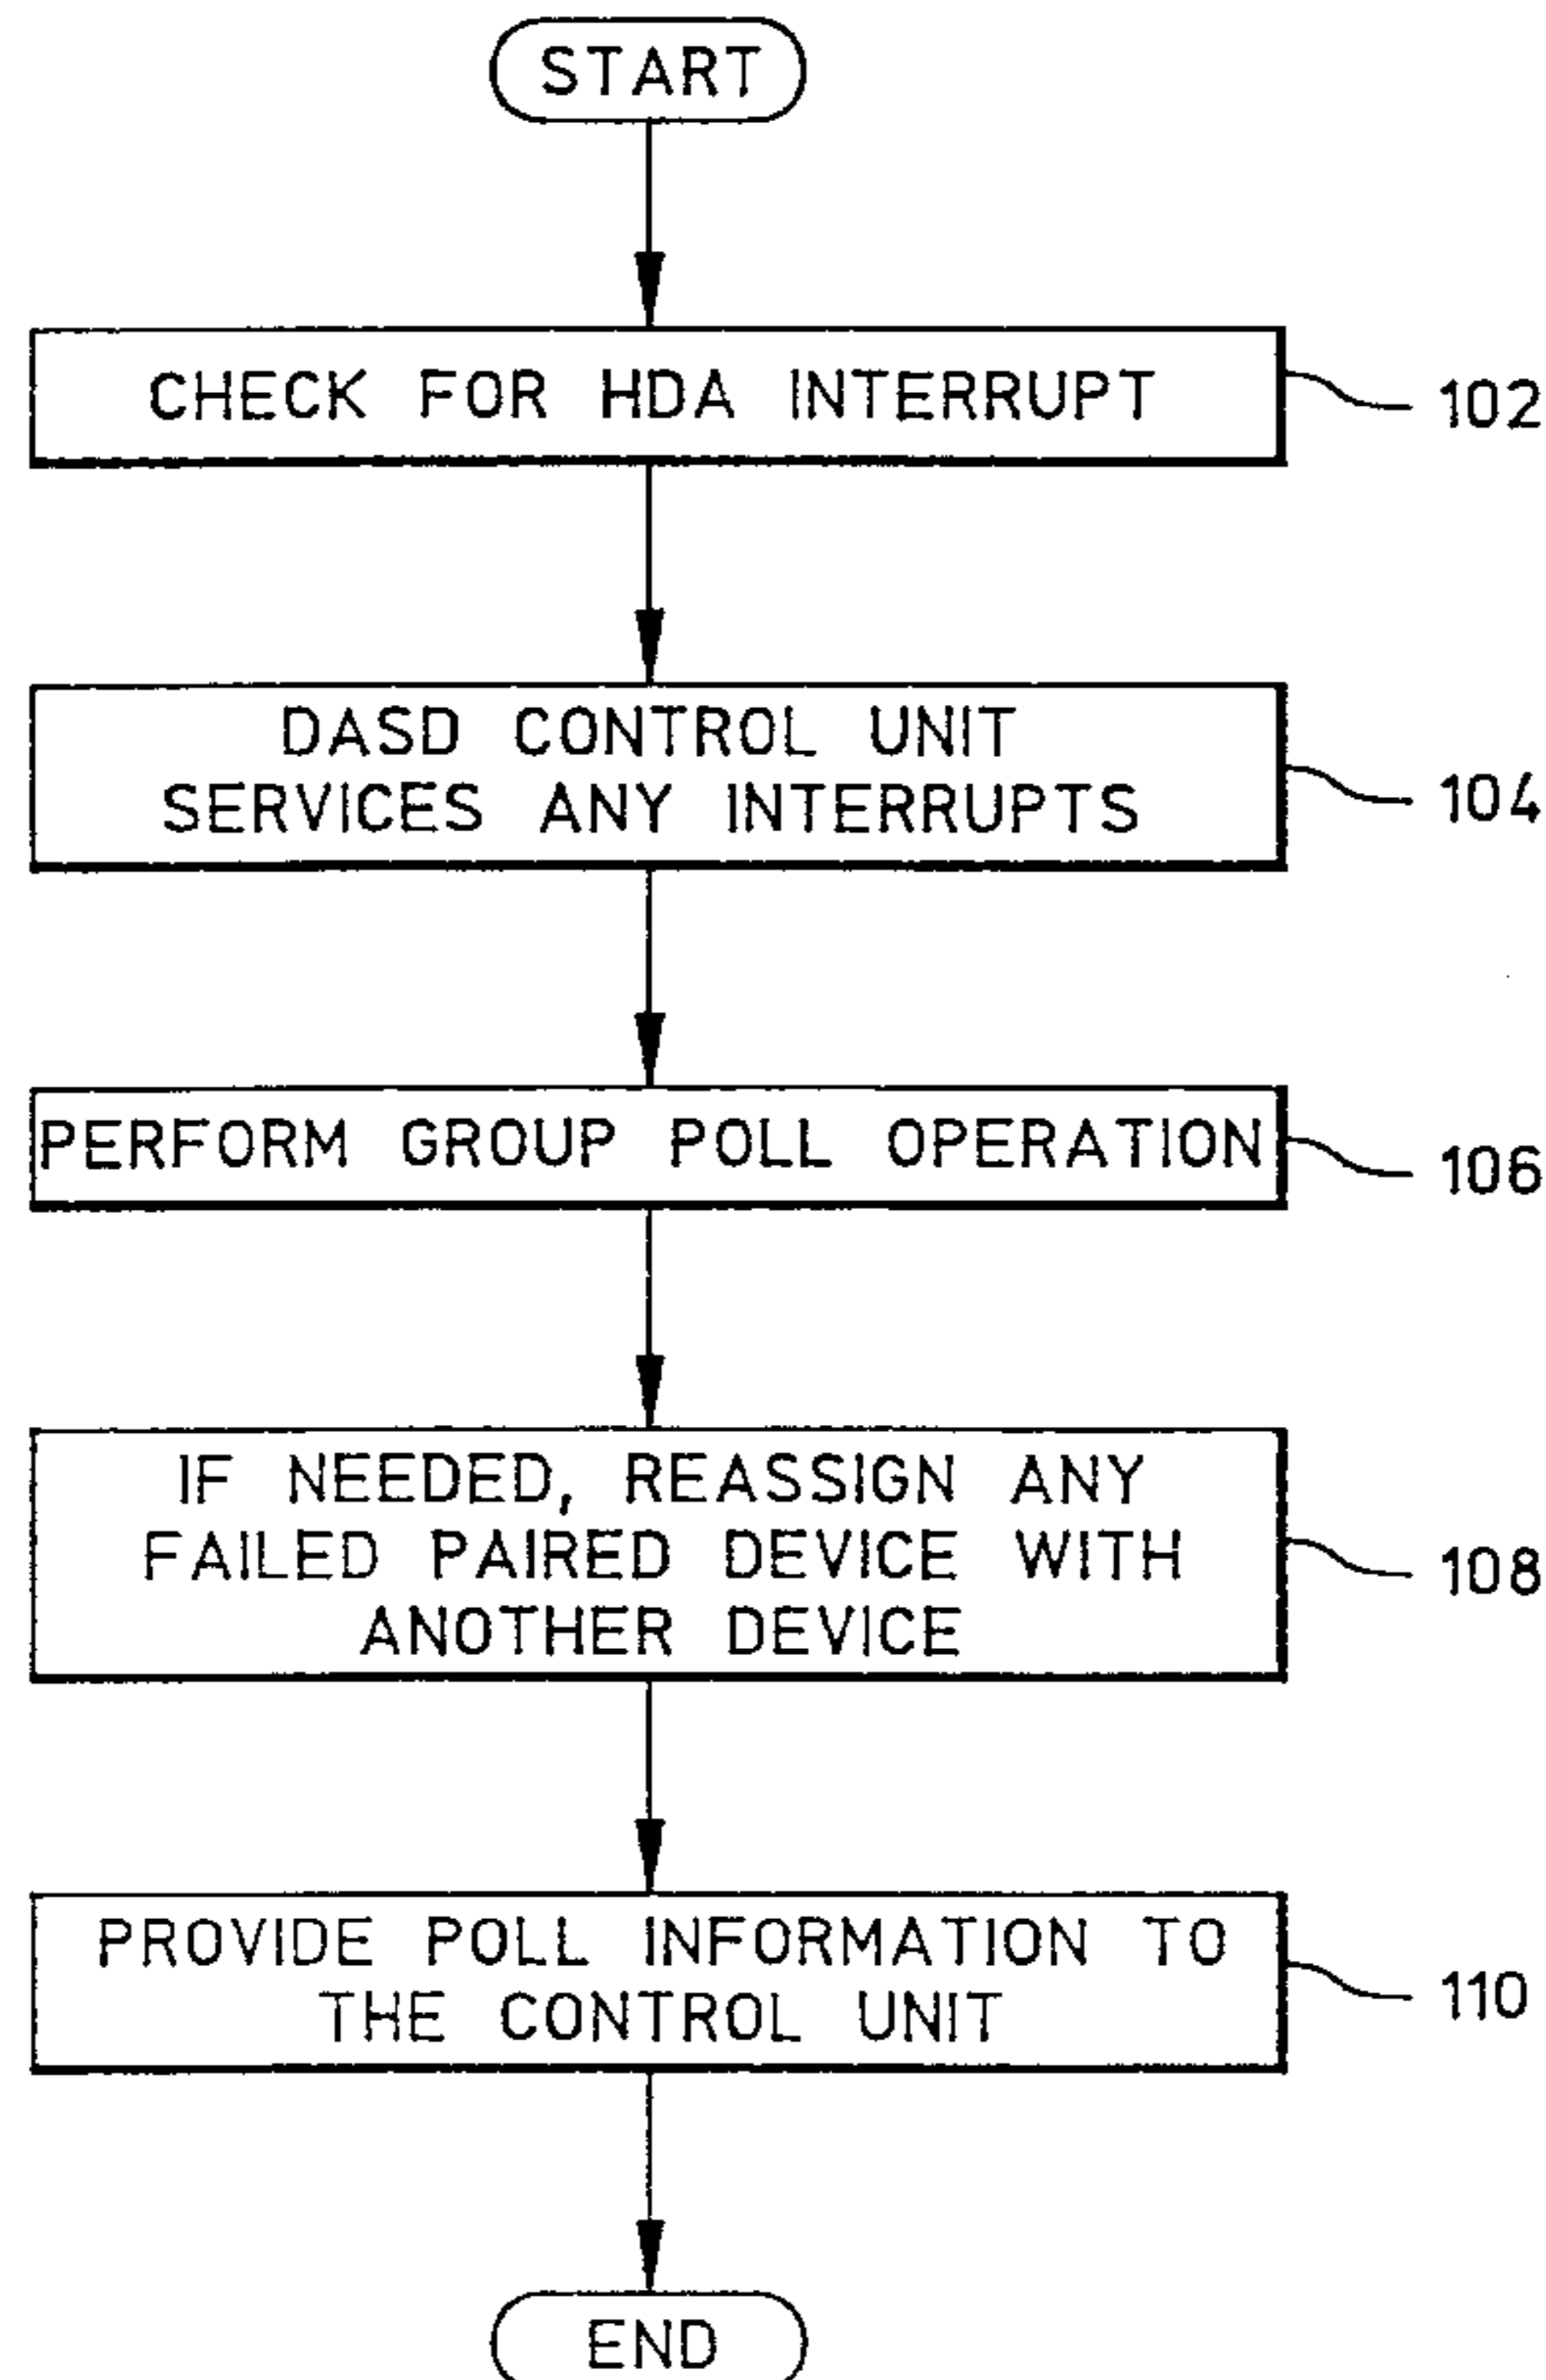 START
CHECK FOR HDA INTERRUPT
102
DASD CONTROL UNIT
SERVICES ANY INTERRUPTS
104
PERFORM GROUP POLL OPERATION
106
IF NEEDED, REASSIGN ANY
FAILED PAIRED DEVICE WITH
ANOTHER DEVICE
108
PROVIDE POLL INFORMATION TO
THE CONTROL UNIT
110
END